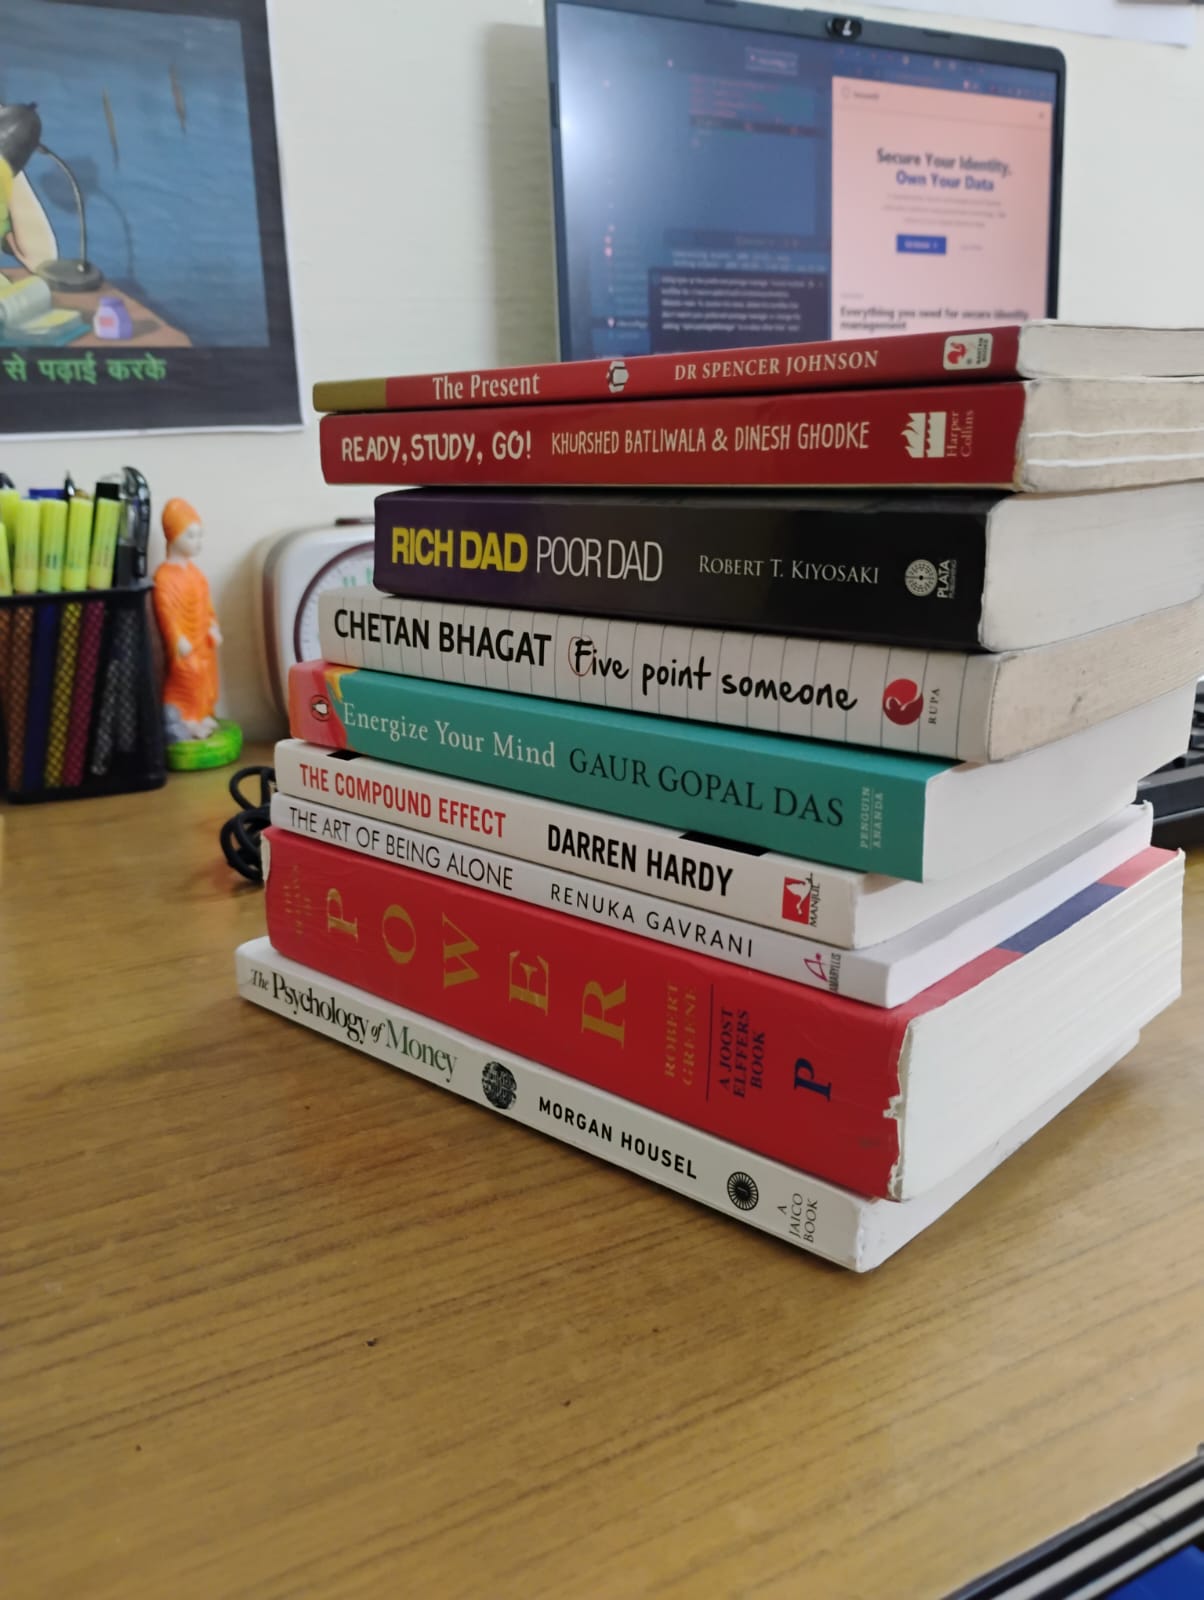 से पढ़ाई करके
Secure Your Identity,
Own Your Data
Everything you need for secure identity
management
The Present DR SPENCER JOHNSON
READY, STUDY, GO! KHURSHED BATLIWALA & DINESH GHODKE Harper Collins
RICH DAD POOR DAD ROBERT T. KIYOSAKI PLATA
CHETAN BHAGAT Five point someone RUPA
Energize Your Mind GAUR GOPAL DAS PENGUIN ANANDA
THE COMPOUND EFFECT DARREN HARDY MANJUL
THE ART OF BEING ALONE RENUKA GAVRANI AMARYLLIS
POWER ROBERT GREENE A JOOST ELFFERS BOOK P
The Psychology of Money MORGAN HOUSEL A JAICO BOOK